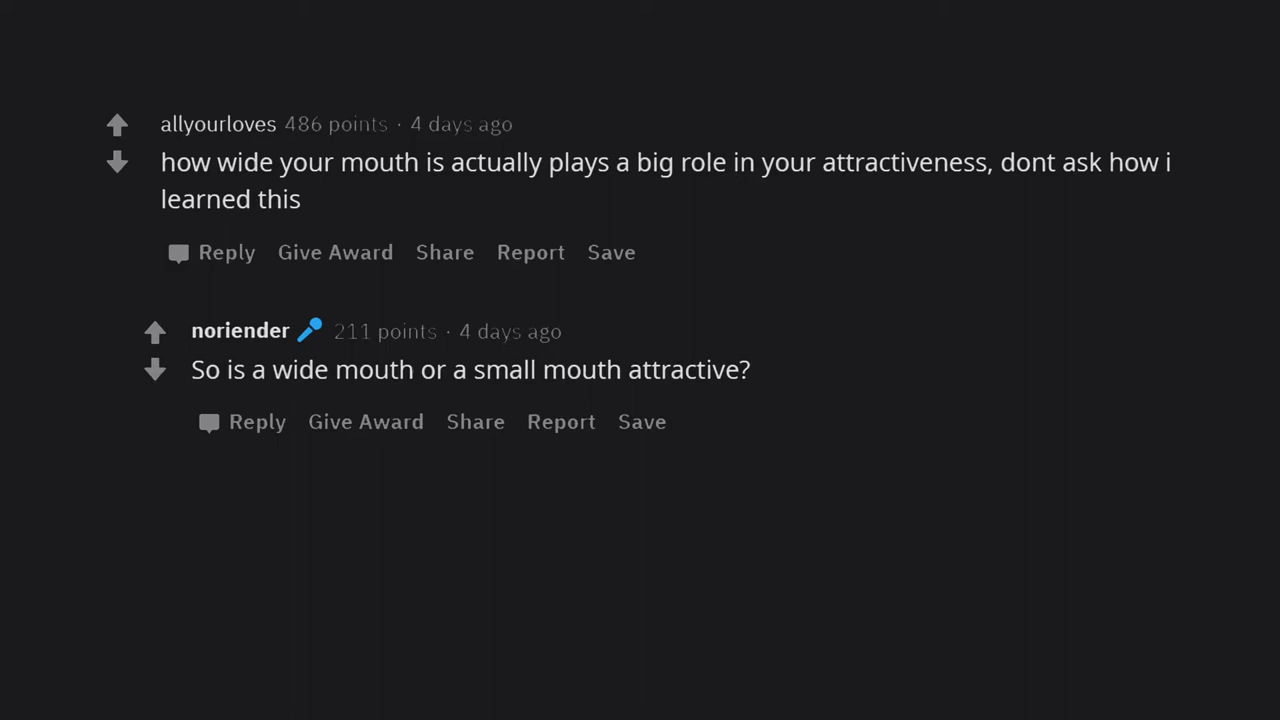 allyourloves 486 points · 4 days ago
how wide your mouth is actually plays a big role in your attractiveness, dont ask how i
learned this
Reply Give Award Share Report Save
noriender 211 points · 4 days ago
So is a wide mouth or a small mouth attractive?
Reply Give Award Share Report Save